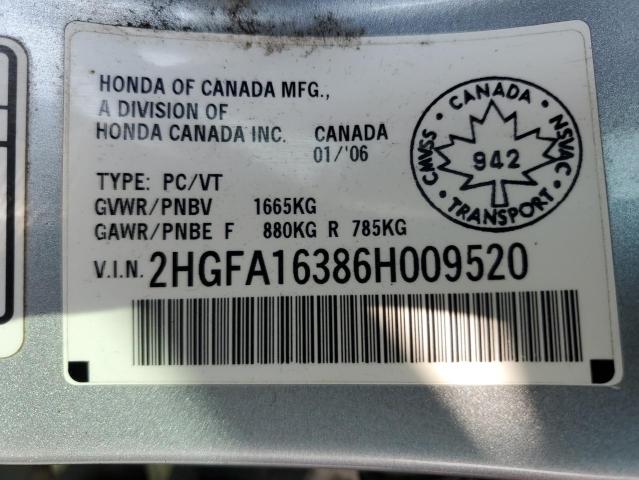 HONDA OF CANADA MFG.,
A DIVISION OF
HONDA CANADA INC. CANADA
01/'06
TYPE: PC/VT
GVWR/PNBV 1665KG
GAWR/PNBE F 880KG R 785KG
V.I.N. 2HGFA16386H009520
CANADA
CMVSS
942
NSVAC
TRANSPORT